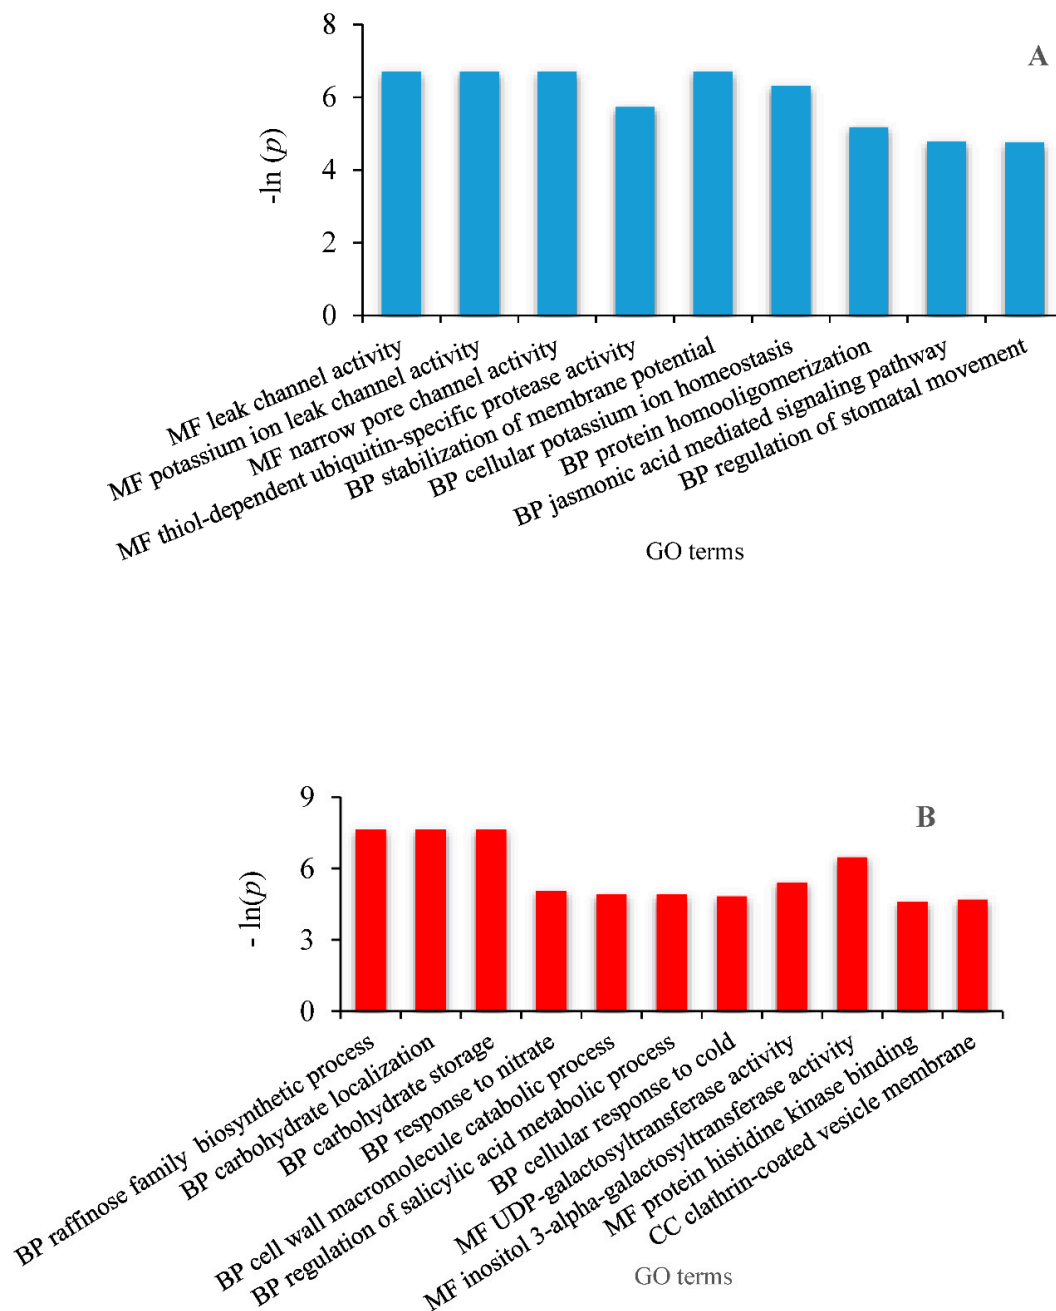 8
A
6
-ln (p)
4
2
0
MF leak channel activity
MF potassium ion leak channel activity
MF narrow pore channel activity
MF thiol-dependent ubiquitin-specific protease activity
BP stabilization of membrane potential
BP cellular potassium ion homeostasis
BP protein homooligomerization
BP jasmonic acid mediated signaling pathway
BP regulation of stomatal movement
GO terms
9
B
6
- ln(p)
3
0
BP raffinose family biosynthetic process
BP carbohydrate localization
BP carbohydrate storage
BP response to nitrate
BP cell wall macromolecule catabolic process
BP regulation of salicylic acid metabolic process
BP cellular response to cold
MF UDP-galactosyltransferase activity
MF inositol 3-alpha-galactosyltransferase activity
MF protein histidine kinase binding
CC clathrin-coated vesicle membrane
GO terms